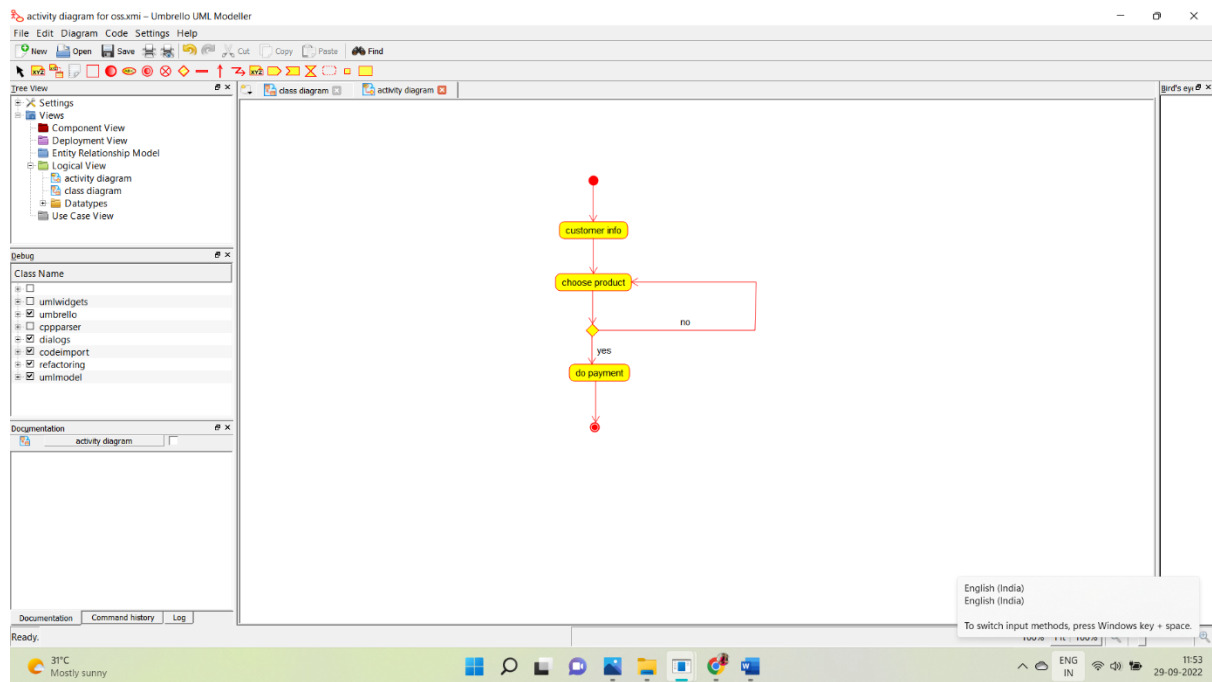 activity diagram for oss.xmi – Umbrello UML Modeller
File Edit Diagram Code Settings Help
New Open Save Cut Copy Paste Find
Tree View
Settings
Views
Component View
Deployment View
Entity Relationship Model
Logical View
activity diagram
class diagram
Datatypes
Use Case View
Debug
Class Name
umlwidgets
umbrello
cppparser
dialogs
codeimport
refactoring
umlmodel
Documentation
activity diagram
Documentation Command history Log
Ready.
class diagram activity diagram
customer info
choose product
no
yes
do payment
Bird's eye
English (India)
English (India)
To switch input methods, press Windows key + space.
100% Fit 100%
31°C
Mostly sunny
ENG
IN
11:53
29-09-2022